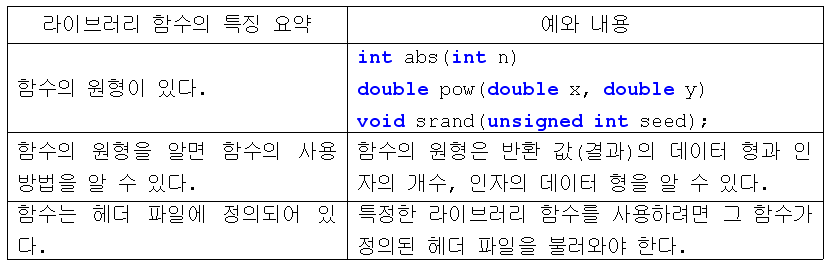 라이브러리 함수의 특징 요약
예와 내용
함수의 원형이 있다.
int abs(int n)
double pow(double x, double y)
void srand(unsigned int seed);
함수의 원형을 알면 함수의 사용
방법을 알 수 있다.
함수의 원형은 반환 값(결과)의 데이터 형과 인
자의 개수, 인자의 데이터 형을 알 수 있다.
함수는 헤더 파일에 정의되어 있
다.
특정한 라이브러리 함수를 사용하려면 그 함수가
정의된 헤더 파일을 불러와야 한다.